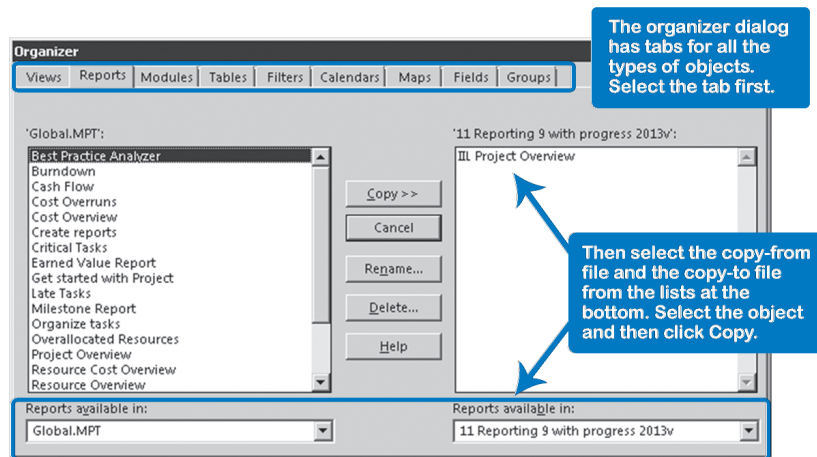 The organizer dialog
has tabs for all the
types of objects.
Select the tab first.
Organizer
Views Reports Modules Tables Filters Calendars Maps Fields Groups
'Global.MPT':
'11 Reporting 9 with progress 2013v':
Best Practice Analyzer
Burndown
Cash Flow
Cost Overruns
Cost Overview
Create reports
Critical Tasks
Earned Value Report
Get started with Project
Late Tasks
Milestone Report
Organize tasks
Overallocated Resources
Project Overview
Resource Cost Overview
Resource Overview
Copy >>
Cancel
Rename...
Delete...
Help
IIL Project Overview
Then select the copy-from
file and the copy-to file
from the lists at the
bottom. Select the object
and then click Copy.
Reports available in:
Global.MPT
Reports available in:
11 Reporting 9 with progress 2013v